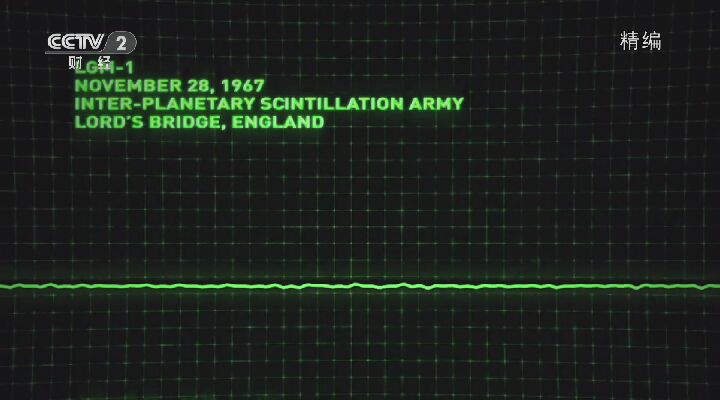 CCTV 2
财经
精编
LGM-1
NOVEMBER 28, 1967
INTER-PLANETARY SCINTILLATION ARMY
LORD'S BRIDGE, ENGLAND